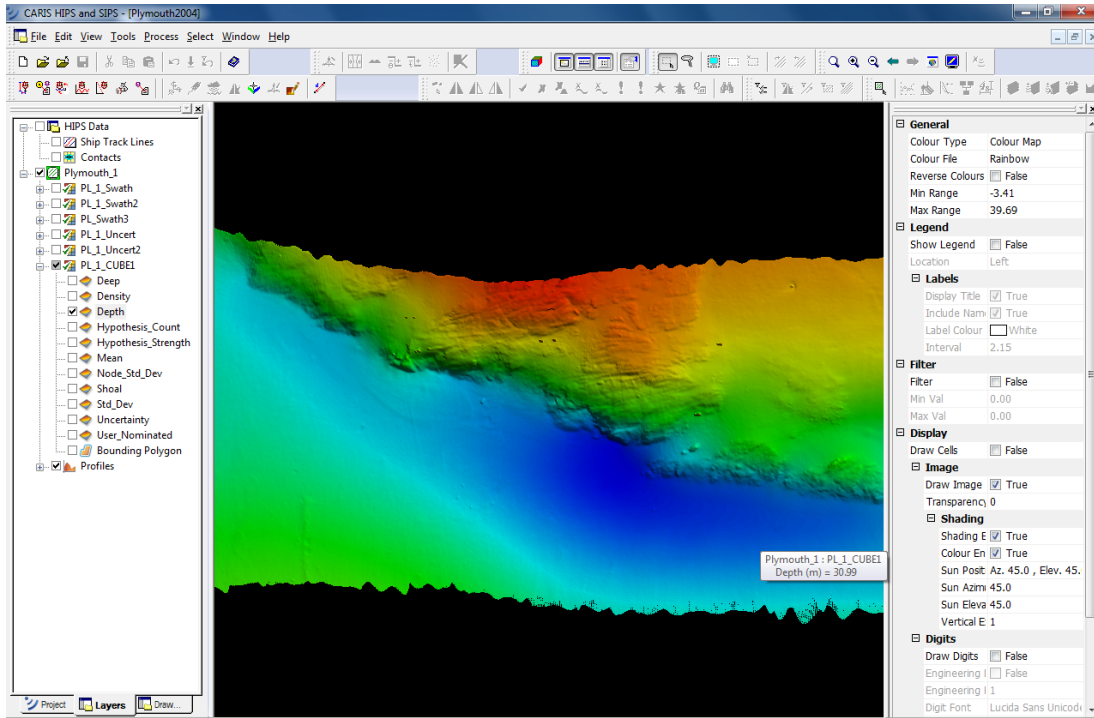 CARIS HIPS and SIPS - [Plymouth2004]
File Edit View Tools Process Select Window Help
HIPS Data
Ship Track Lines
Contacts
Plymouth_1
PL_1_Swath
PL_1_Swath2
PL_Swath3
PL_1_Uncert
PL_1_Uncert2
PL_1_CUBE1
Deep
Density
Depth
Hypothesis_Count
Hypothesis_Strength
Mean
Node_Std_Dev
Shoal
Std_Dev
Uncertainty
User_Nominated
Bounding Polygon
Profiles
Project Layers Draw...
Plymouth_1 : PL_1_CUBE1
Depth (m) = 30.99
General
Colour Type Colour Map
Colour File Rainbow
Reverse Colours False
Min Range -3.41
Max Range 39.69
Legend
Show Legend False
Location Left
Labels
Display Title True
Include Nam True
Label Colour White
Interval 2.15
Filter
Filter False
Min Val 0.00
Max Val 0.00
Display
Draw Cells False
Image
Draw Image True
Transparency 0
Shading
Shading E True
Colour En True
Sun Posit Az. 45.0 , Elev. 45.
Sun Azim 45.0
Sun Eleva 45.0
Vertical E 1
Digits
Draw Digits False
Engineering False
Engineering 1
Digit Font Lucida Sans Unicod